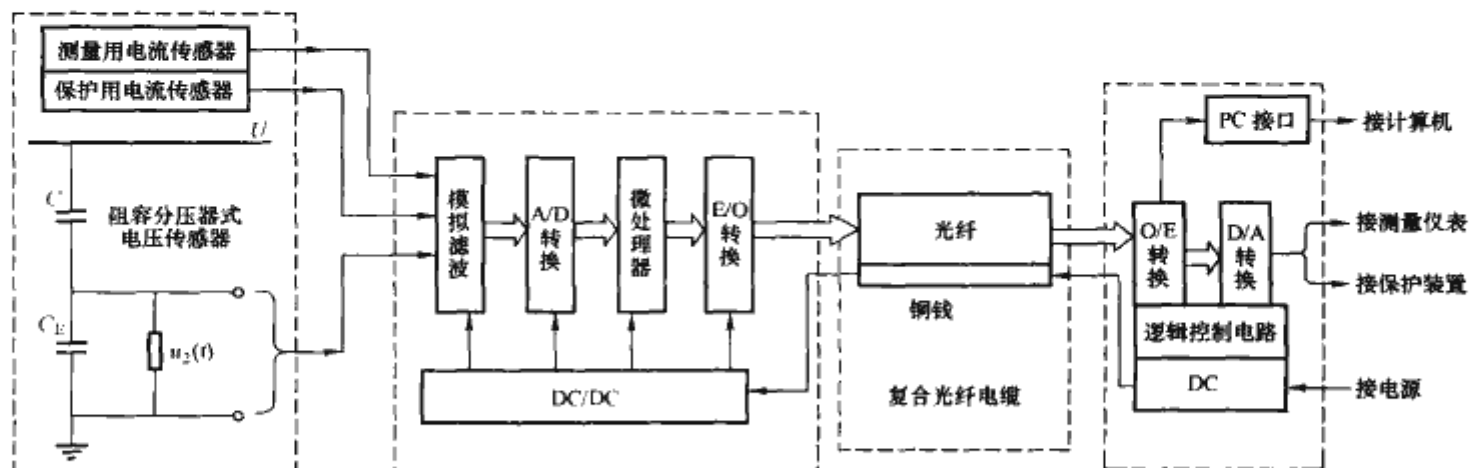 测量用电流传感器
保护用电流传感器
U
C
阻容分压器式
电压传感器
C_E
u₂(t)
模拟滤波
A/D
转换
微处理器
E/O
转换
DC/DC
光纤
铜钱
复合光纤电缆
PC 接口
接计算机
O/E
转换
D/A
转换
接测量仪表
接保护装置
逻辑控制电路
DC
接电源